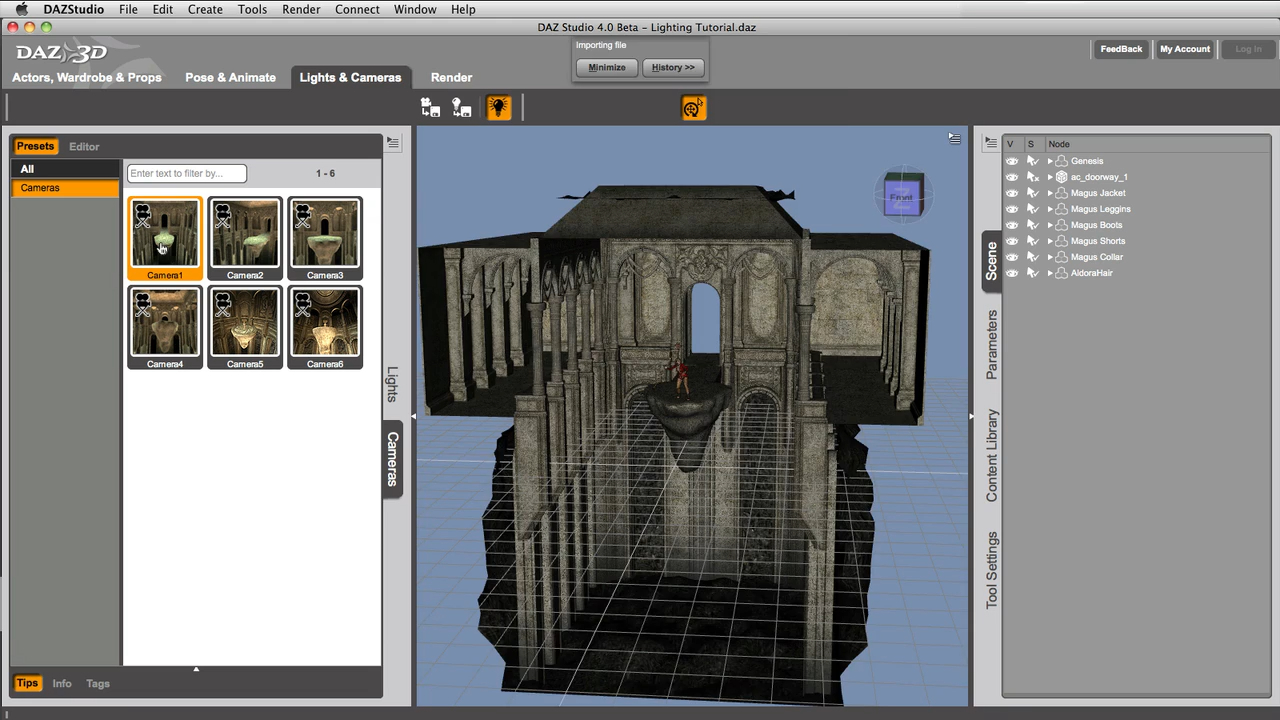 DAZStudio File Edit Create Tools Render Connect Window Help
DAZ Studio 4.0 Beta - Lighting Tutorial.daz
DAZ 3D
Importing file
Minimize History >>
FeedBack My Account Log In
Actors, Wardrobe & Props Pose & Animate Lights & Cameras Render
Presets Editor
All
Cameras
Enter text to filter by...
1 - 6
Camera1 Camera2 Camera3
Camera4 Camera5 Camera6
Lights
Cameras
Tips Info Tags
Front
V S Node
Genesis
ac_doorway_1
Magus Jacket
Magus Leggins
Magus Boots
Magus Shorts
Magus Collar
AldoraHair
Scene
Parameters
Content Library
Tool Settings